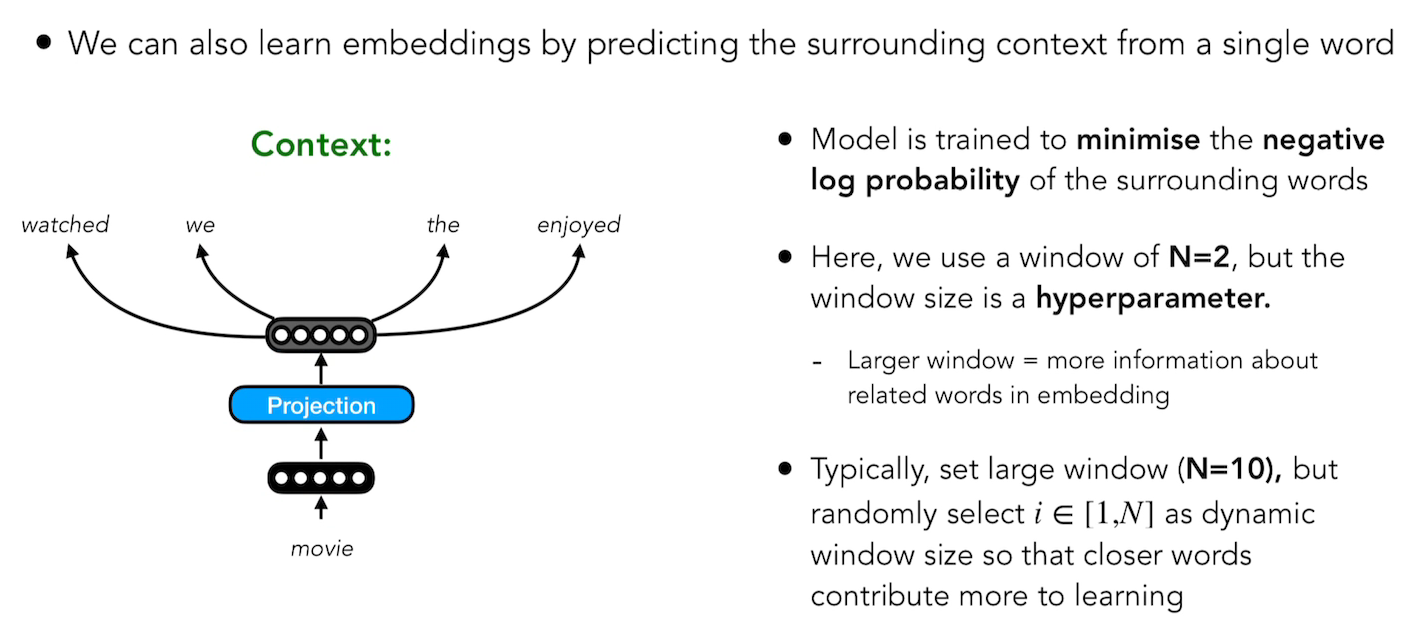 • We can also learn embeddings by predicting the surrounding context from a single word
Context:
watched we the enjoyed
Projection
movie
• Model is trained to minimise the negative
log probability of the surrounding words
• Here, we use a window of N=2, but the
window size is a hyperparameter.
- Larger window = more information about
related words in embedding
• Typically, set large window (N=10), but
randomly select i ∈ [1,N] as dynamic
window size so that closer words
contribute more to learning